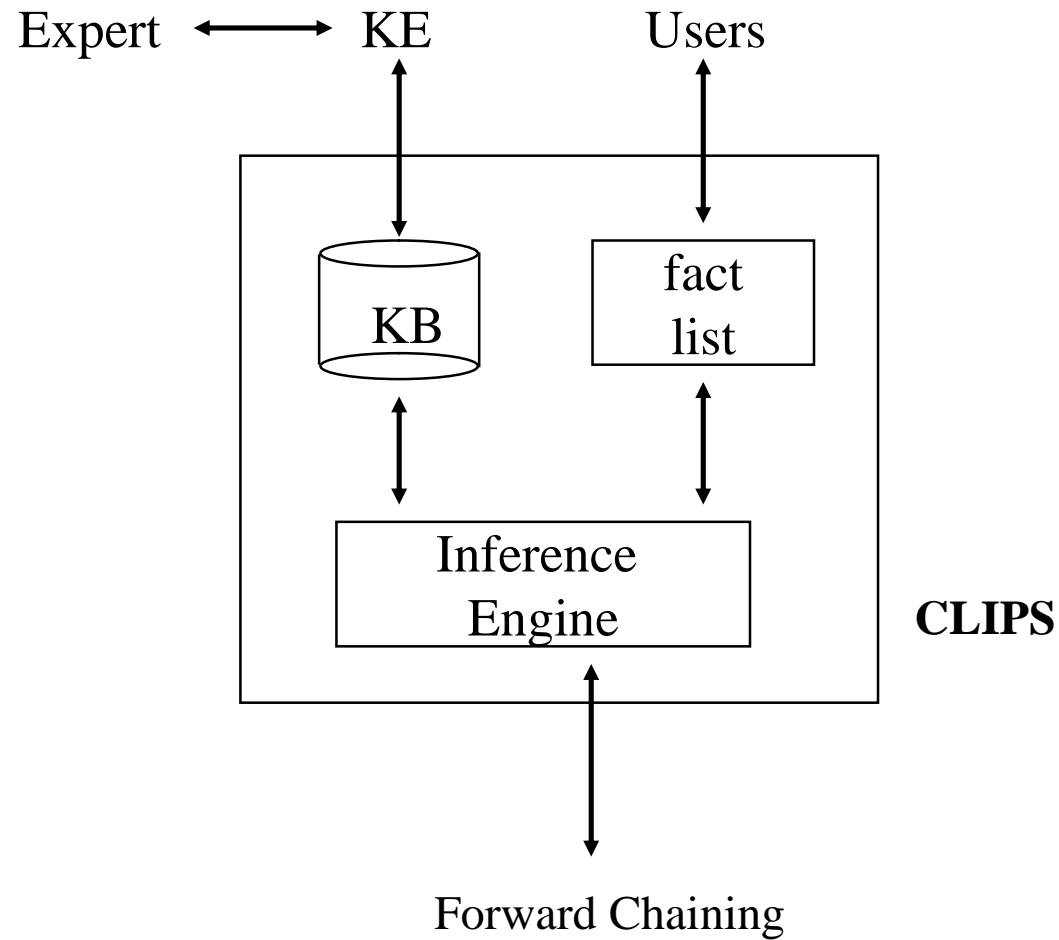 Expert
KE
Users
KB
fact
list
Inference
Engine
CLIPS
Forward Chaining